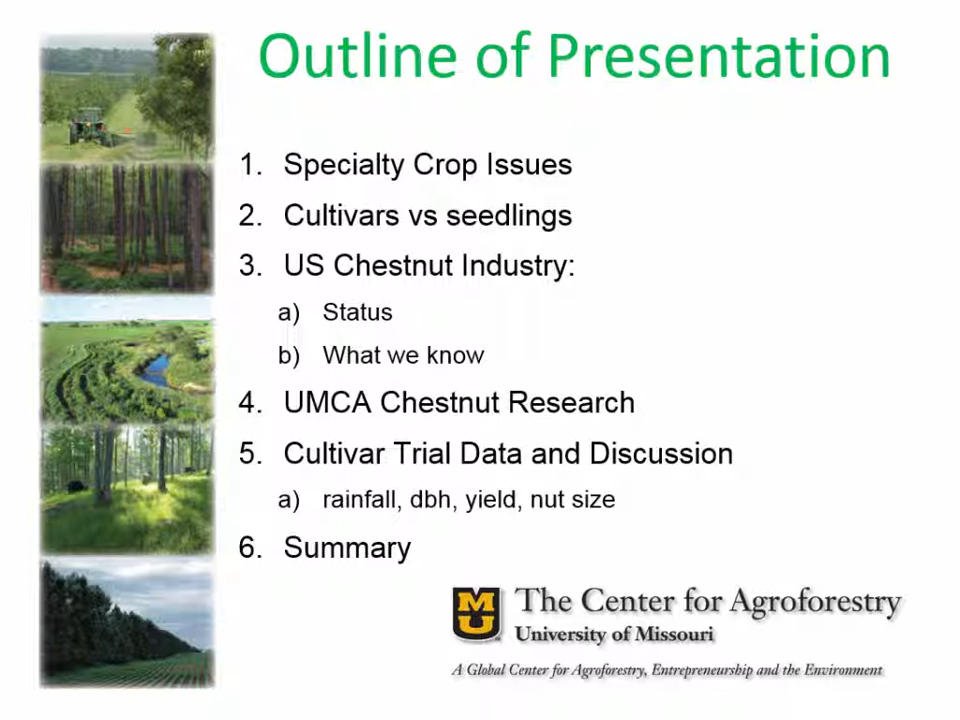 Outline of Presentation
1. Specialty Crop Issues
2. Cultivars vs seedlings
3. US Chestnut Industry:
a) Status
b) What we know
4. UMCA Chestnut Research
5. Cultivar Trial Data and Discussion
a) rainfall, dbh, yield, nut size
6. Summary
MU
The Center for Agroforestry
University of Missouri
A Global Center for Agroforestry, Entrepreneurship and the Environment